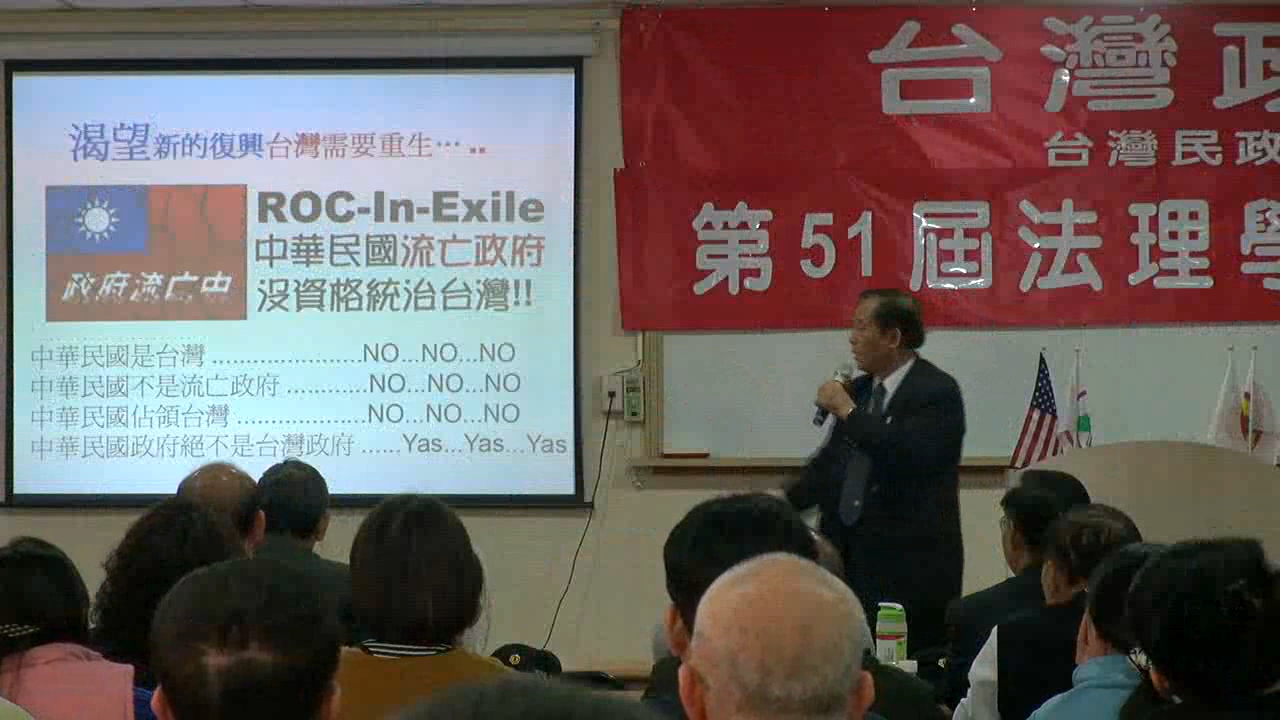 渴望新的復興台灣需要重生··· ..
ROC-In-Exile
中華民國流亡政府
沒資格統治台灣!!
政府流亡中
中華民國是台灣 ......................NO...NO...NO
中華民國不是流亡政府 ............NO...NO...NO
中華民國佔領台灣 ...................NO...NO...NO
中華民國政府絕不是台灣政府 ......Yas...Yas...Yas
台灣政
台灣民政
第51屆法理學